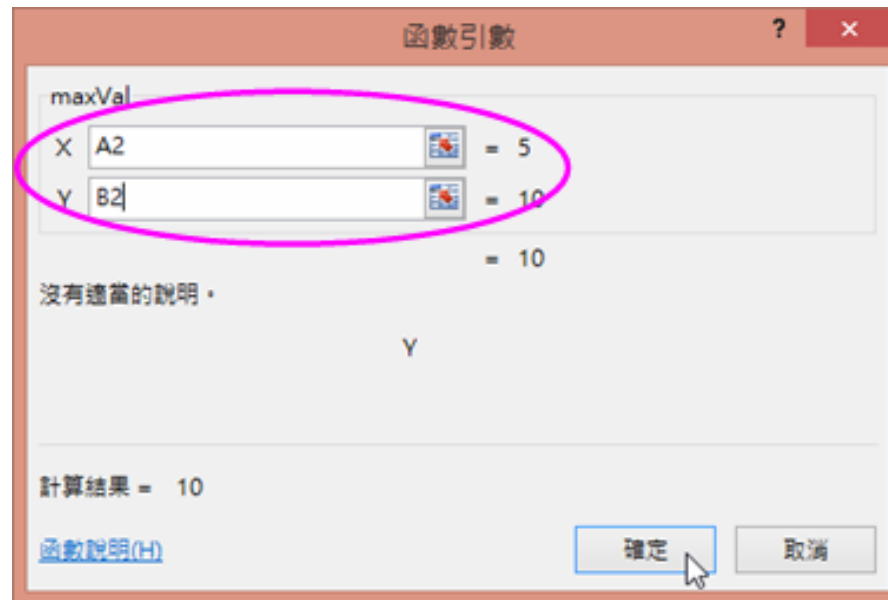 函數引數 ?
maxVal
X A2 = 5
Y B2 = 10
= 10
沒有適當的說明。
Y
計算結果 = 10
函數說明(H) 確定 取消